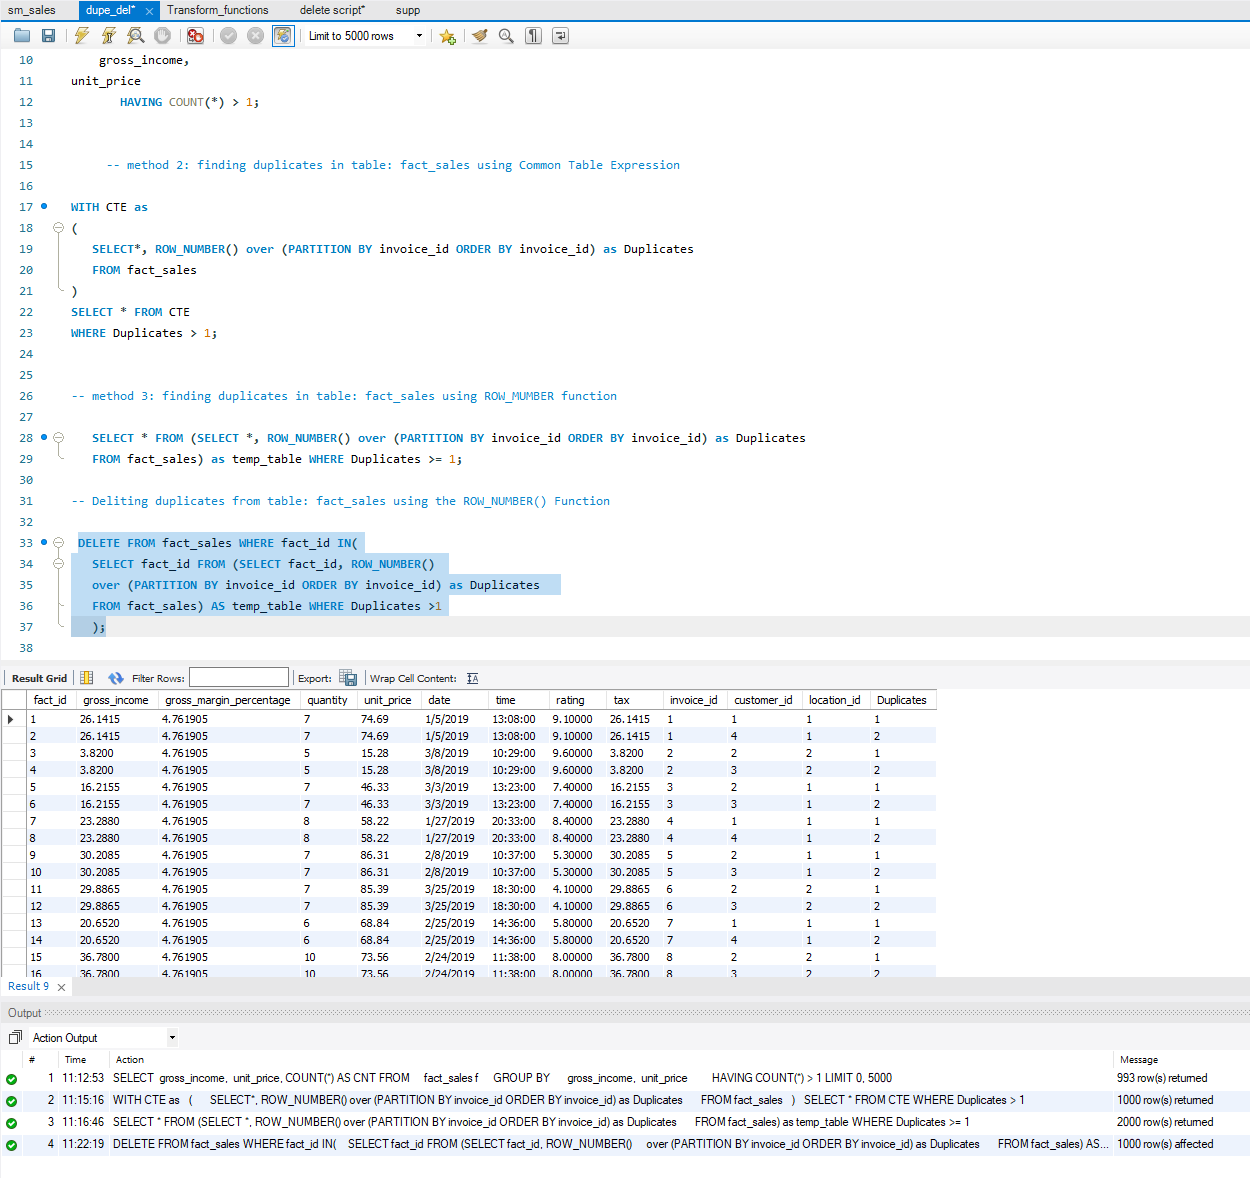 sm_sales dupe_del* Transform_functions delete script* supp
Limit to 5000 rows
10 gross_income,
11 unit_price
12 HAVING COUNT(*) > 1;
13
14
15 -- method 2: finding duplicates in table: fact_sales using Common Table Expression
16
17 WITH CTE as
18 (
19 SELECT*, ROW_NUMBER() over (PARTITION BY invoice_id ORDER BY invoice_id) as Duplicates
20 FROM fact_sales
21 )
22 SELECT * FROM CTE
23 WHERE Duplicates > 1;
24
25
26 -- method 3: finding duplicates in table: fact_sales using ROW_MUMBER function
27
28 SELECT * FROM (SELECT *, ROW_NUMBER() over (PARTITION BY invoice_id ORDER BY invoice_id) as Duplicates
29 FROM fact_sales) as temp_table WHERE Duplicates >= 1;
30
31 -- Deliting duplicates from table: fact_sales using the ROW_NUMBER() Function
32
33 DELETE FROM fact_sales WHERE fact_id IN(
34 SELECT fact_id FROM (SELECT fact_id, ROW_NUMBER()
35 over (PARTITION BY invoice_id ORDER BY invoice_id) as Duplicates
36 FROM fact_sales) AS temp_table WHERE Duplicates >1
37 );
38
Result Grid Filter Rows: Export: Wrap Cell Content:
fact_id gross_income gross_margin_percentage quantity unit_price date time rating tax invoice_id customer_id location_id Duplicates
1 26.1415 4.761905 7 74.69 1/5/2019 13:08:00 9.10000 26.1415 1 1 1 1
2 26.1415 4.761905 7 74.69 1/5/2019 13:08:00 9.10000 26.1415 1 4 1 2
3 3.8200 4.761905 5 15.28 3/8/2019 10:29:00 9.60000 3.8200 2 2 2 1
4 3.8200 4.761905 5 15.28 3/8/2019 10:29:00 9.60000 3.8200 2 3 2 2
5 16.2155 4.761905 7 46.33 3/3/2019 13:23:00 7.40000 16.2155 3 2 1 1
6 16.2155 4.761905 7 46.33 3/3/2019 13:23:00 7.40000 16.2155 3 3 1 2
7 23.2880 4.761905 8 58.22 1/27/2019 20:33:00 8.40000 23.2880 4 1 1 1
8 23.2880 4.761905 8 58.22 1/27/2019 20:33:00 8.40000 23.2880 4 4 1 2
9 30.2085 4.761905 7 86.31 2/8/2019 10:37:00 5.30000 30.2085 5 2 1 1
10 30.2085 4.761905 7 86.31 2/8/2019 10:37:00 5.30000 30.2085 5 3 1 2
11 29.8865 4.761905 7 85.39 3/25/2019 18:30:00 4.10000 29.8865 6 2 2 1
12 29.8865 4.761905 7 85.39 3/25/2019 18:30:00 4.10000 29.8865 6 3 2 2
13 20.6520 4.761905 6 68.84 2/25/2019 14:36:00 5.80000 20.6520 7 1 1 1
14 20.6520 4.761905 6 68.84 2/25/2019 14:36:00 5.80000 20.6520 7 4 1 2
15 36.7800 4.761905 10 73.56 2/24/2019 11:38:00 8.00000 36.7800 8 2 2 1
16 36.7800 4.761905 10 73.56 2/24/2019 11:38:00 8.00000 36.7800 8 3 2 2
Result 9
Output
Action Output
# Time Action Message
1 11:12:53 SELECT gross_income, unit_price, COUNT(*) AS CNT FROM fact_sales f GROUP BY gross_income, unit_price HAVING COUNT(*) > 1 LIMIT 0, 5000 993 row(s) returned
2 11:15:16 WITH CTE as ( SELECT*, ROW_NUMBER() over (PARTITION BY invoice_id ORDER BY invoice_id) as Duplicates FROM fact_sales ) SELECT * FROM CTE WHERE Duplicates > 1 1000 row(s) returned
3 11:16:46 SELECT * FROM (SELECT *, ROW_NUMBER() over (PARTITION BY invoice_id ORDER BY invoice_id) as Duplicates FROM fact_sales) as temp_table WHERE Duplicates >= 1 2000 row(s) returned
4 11:22:19 DELETE FROM fact_sales WHERE fact_id IN( SELECT fact_id FROM (SELECT fact_id, ROW_NUMBER() over (PARTITION BY invoice_id ORDER BY invoice_id) as Duplicates FROM fact_sales) AS... 1000 row(s) affected